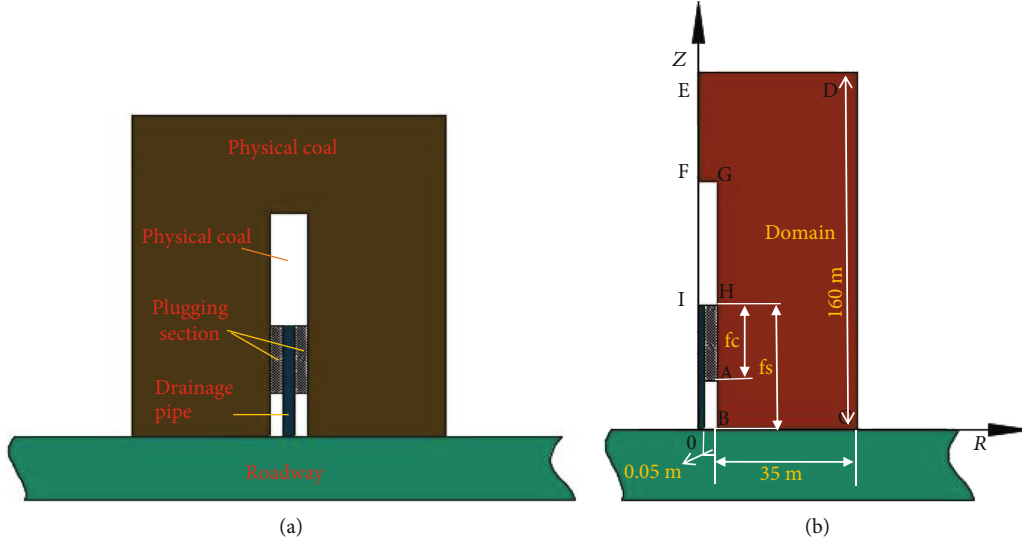 Physical coal
Physical coal
Plugging
section
Drainage
pipe
Roadway
(a)
Z
E
D
F
G
Domain
160 m
I
H
fc
fs
A
B
C
0
R
0.05 m
35 m
(b)